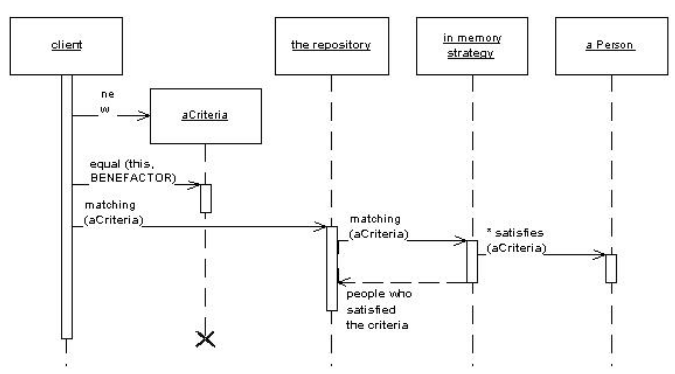 client
the repository
in memory
strategy
a Person
ne
w
aCriteria
equal (this,
BENEFACTOR)
matching
(aCriteria)
matching
(aCriteria)
* satisfies
(aCriteria)
people who
satisfied
the criteria